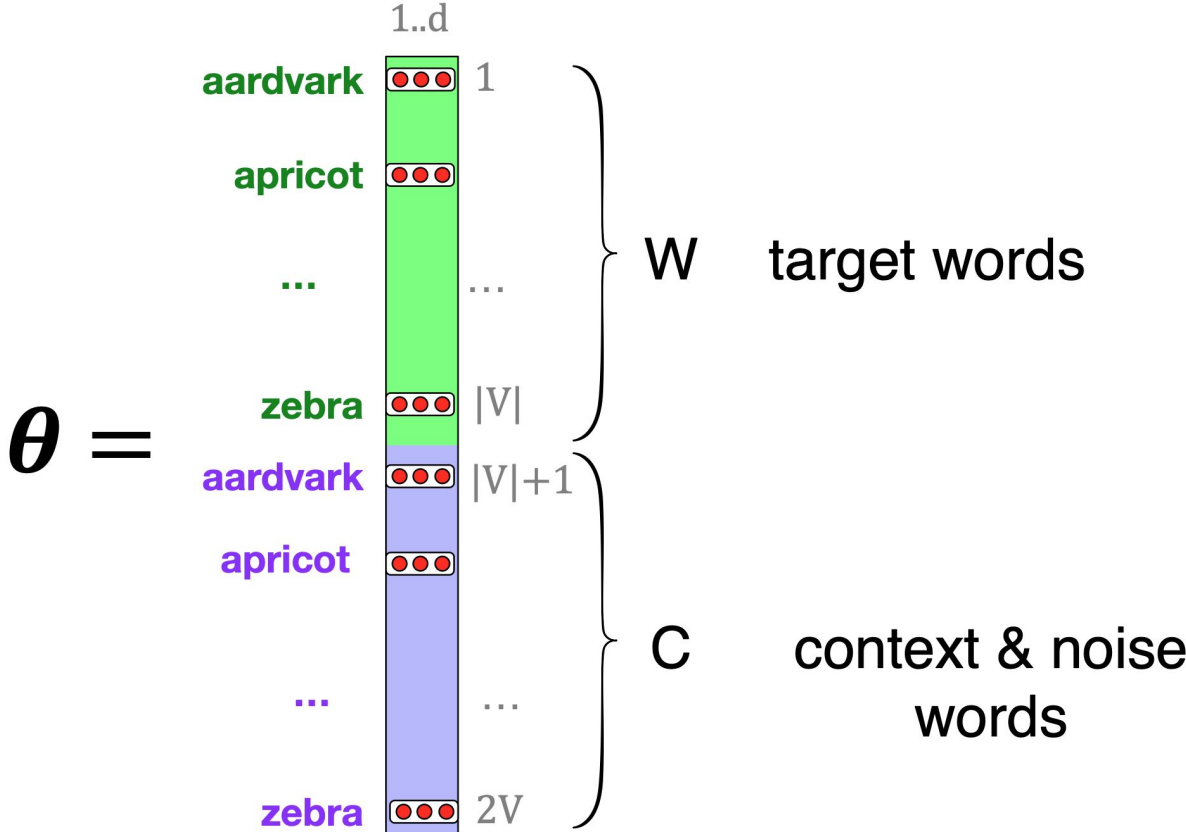 1..d
aardvark 1
apricot
... ...
W target words
zebra |V|
θ =
aardvark |V|+1
apricot
C context & noise
words
... ...
zebra 2V